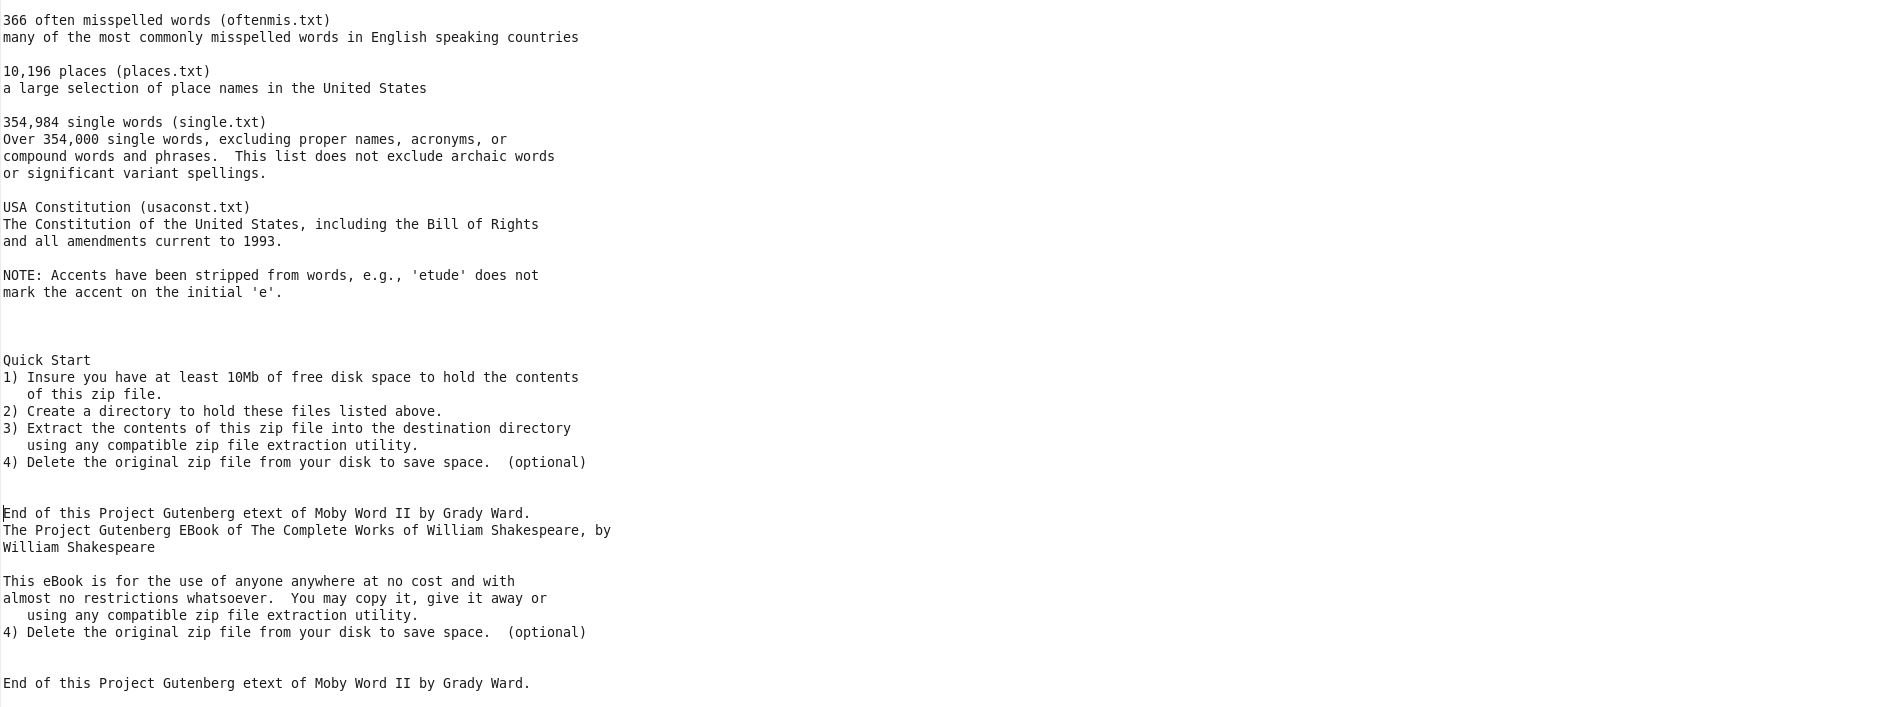 366 often misspelled words (oftenmis.txt)
many of the most commonly misspelled words in English speaking countries

10,196 places (places.txt)
a large selection of place names in the United States

354,984 single words (single.txt)
Over 354,000 single words, excluding proper names, acronyms, or
compound words and phrases.  This list does not exclude archaic words
or significant variant spellings.

USA Constitution (usaconst.txt)
The Constitution of the United States, including the Bill of Rights
and all amendments current to 1993.

NOTE: Accents have been stripped from words, e.g., 'etude' does not
mark the accent on the initial 'e'.

Quick Start
1) Insure you have at least 10Mb of free disk space to hold the contents
   of this zip file.
2) Create a directory to hold these files listed above.
3) Extract the contents of this zip file into the destination directory
   using any compatible zip file extraction utility.
4) Delete the original zip file from your disk to save space.  (optional)

End of this Project Gutenberg etext of Moby Word II by Grady Ward.
The Project Gutenberg EBook of The Complete Works of William Shakespeare, by
William Shakespeare

This eBook is for the use of anyone anywhere at no cost and with
almost no restrictions whatsoever.  You may copy it, give it away or
   using any compatible zip file extraction utility.
4) Delete the original zip file from your disk to save space.  (optional)

End of this Project Gutenberg etext of Moby Word II by Grady Ward.